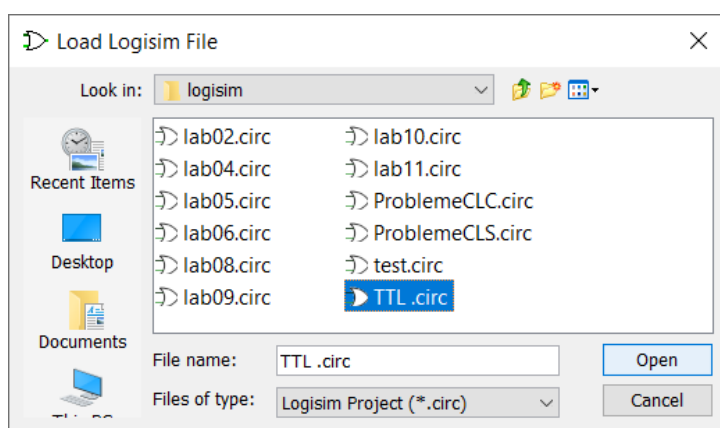 Load Logisim File
Look in: logisim
Recent Items
Desktop
Documents
lab02.circ
lab04.circ
lab05.circ
lab06.circ
lab08.circ
lab09.circ
lab10.circ
lab11.circ
ProblemeCLC.circ
ProblemeCLS.circ
test.circ
TTL .circ
File name: TTL .circ Open
Files of type: Logisim Project (*.circ) Cancel